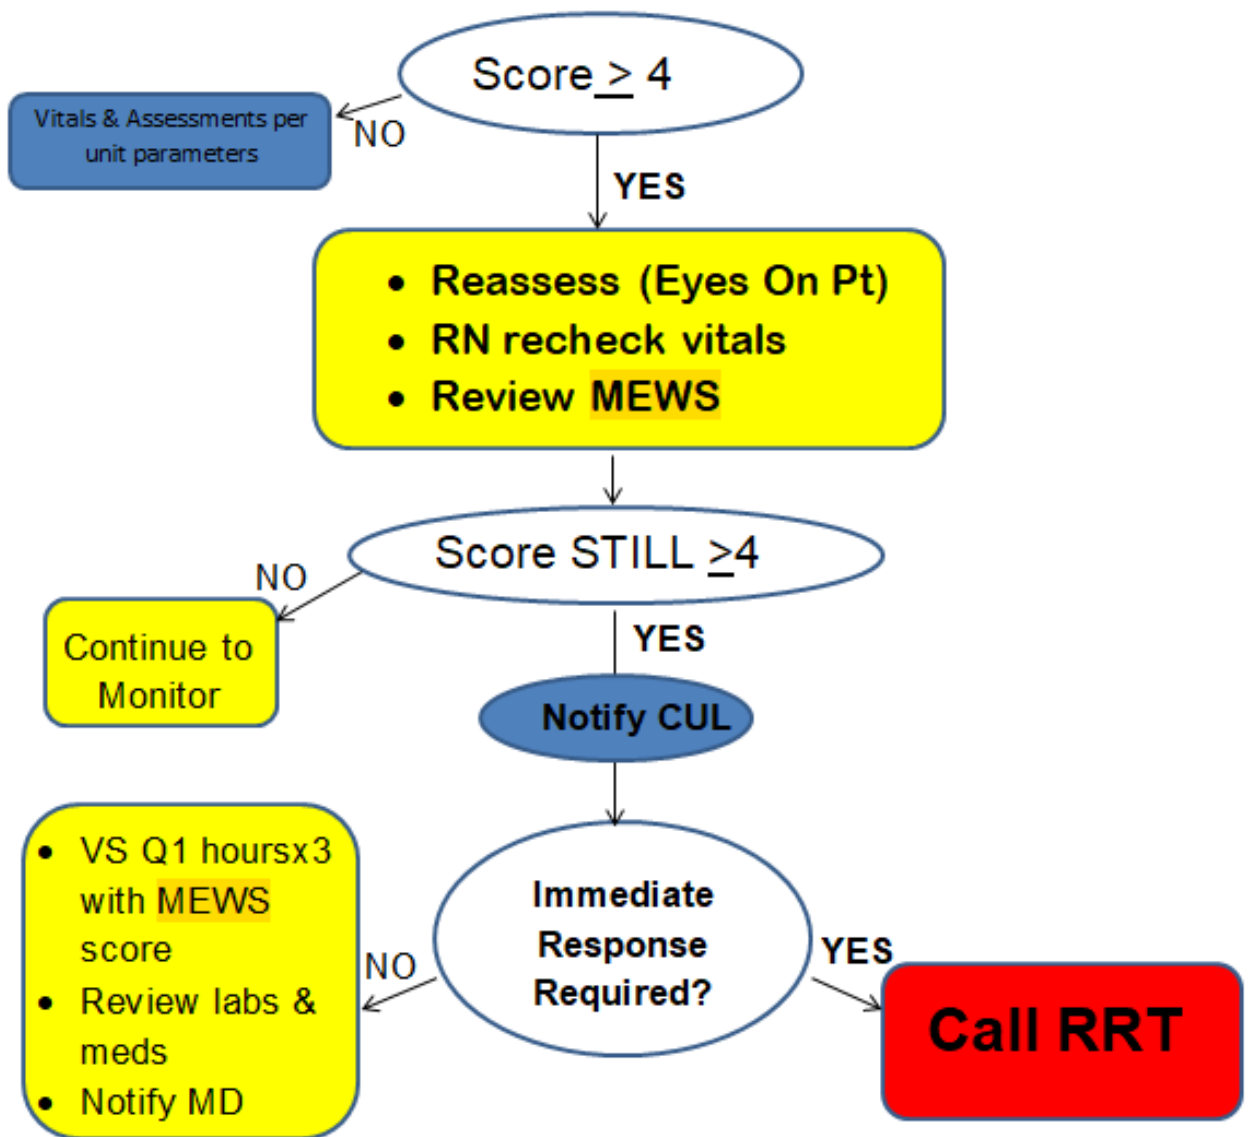 Score ≥ 4
Vitals & Assessments per
unit parameters
NO
YES
• Reassess (Eyes On Pt)
• RN recheck vitals
• Review MEWS
Score STILL ≥4
NO
YES
Continue to
Monitor
Notify CUL
• VS Q1 hoursx3
with MEWS
score
• Review labs &
meds
• Notify MD
NO
Immediate
Response
Required?
YES
Call RRT